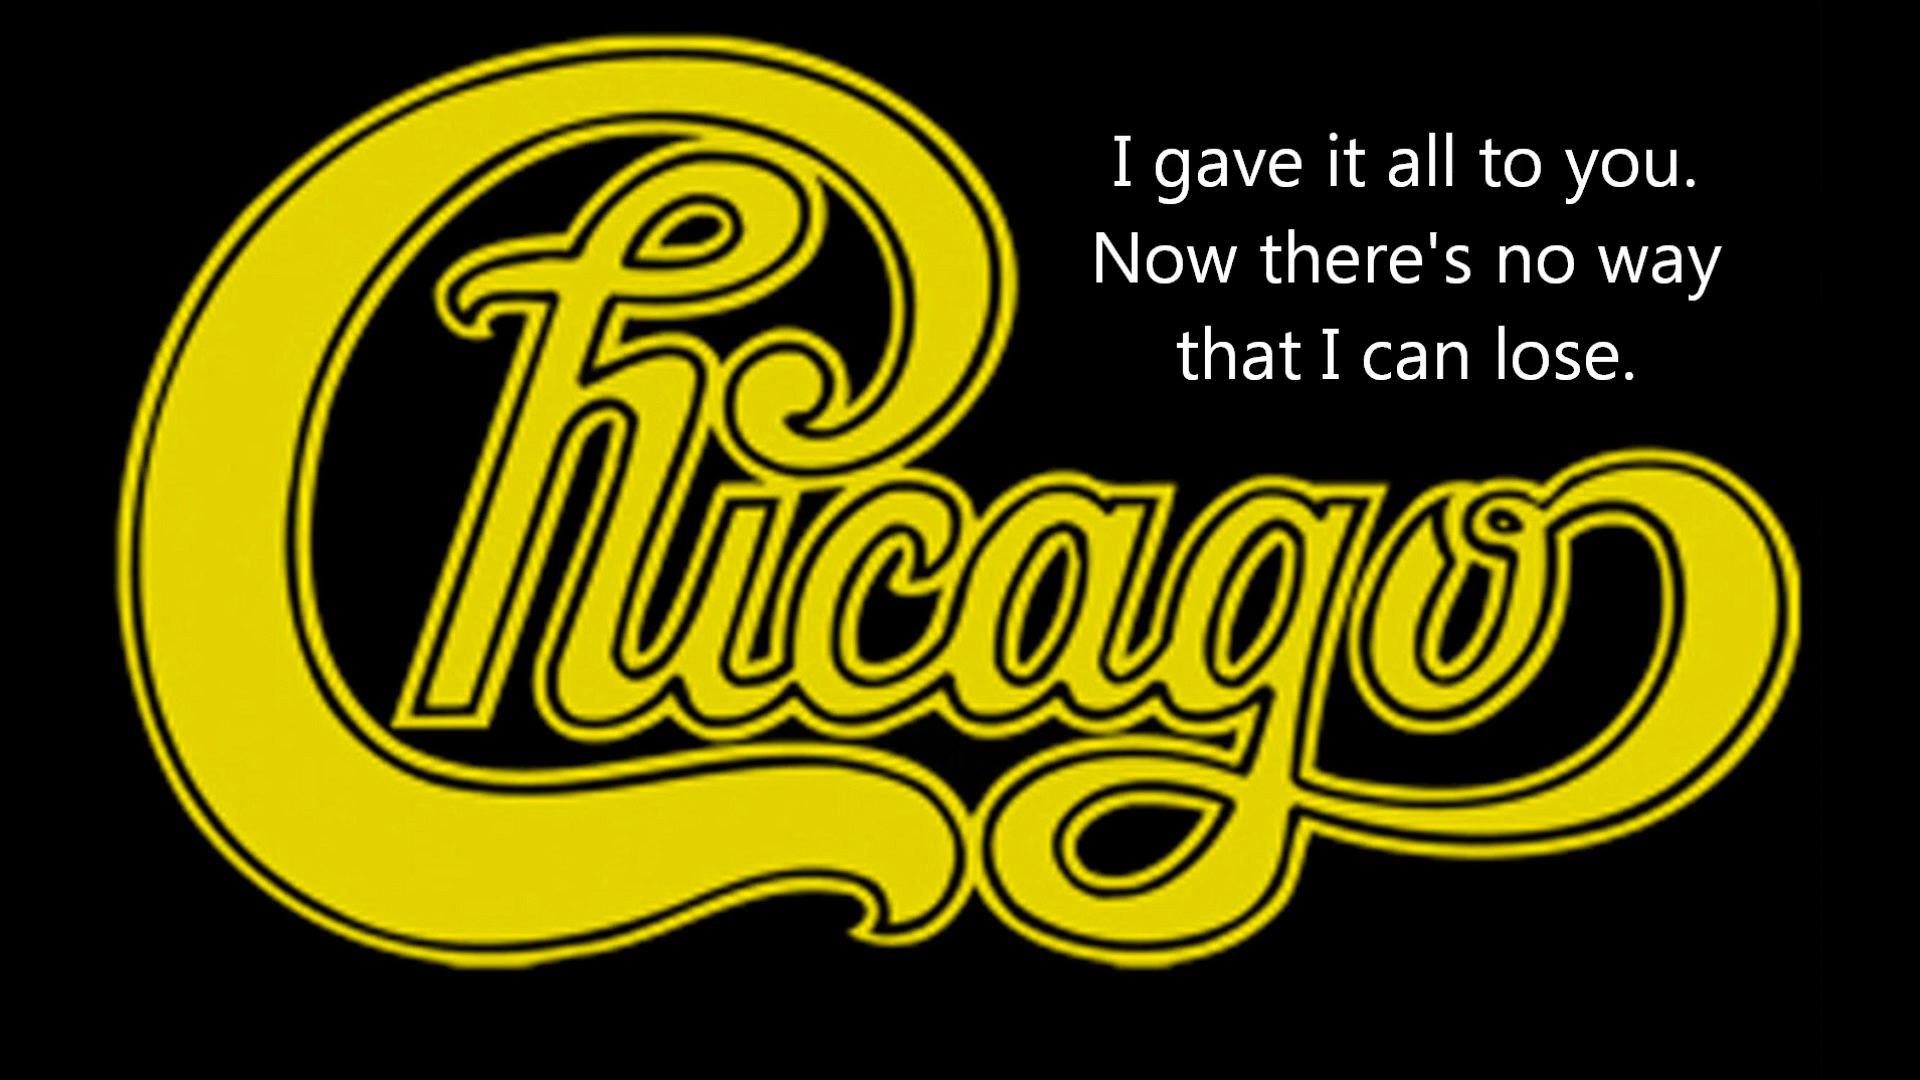 Chicago
I gave it all to you.
Now there's no way
that I can lose.